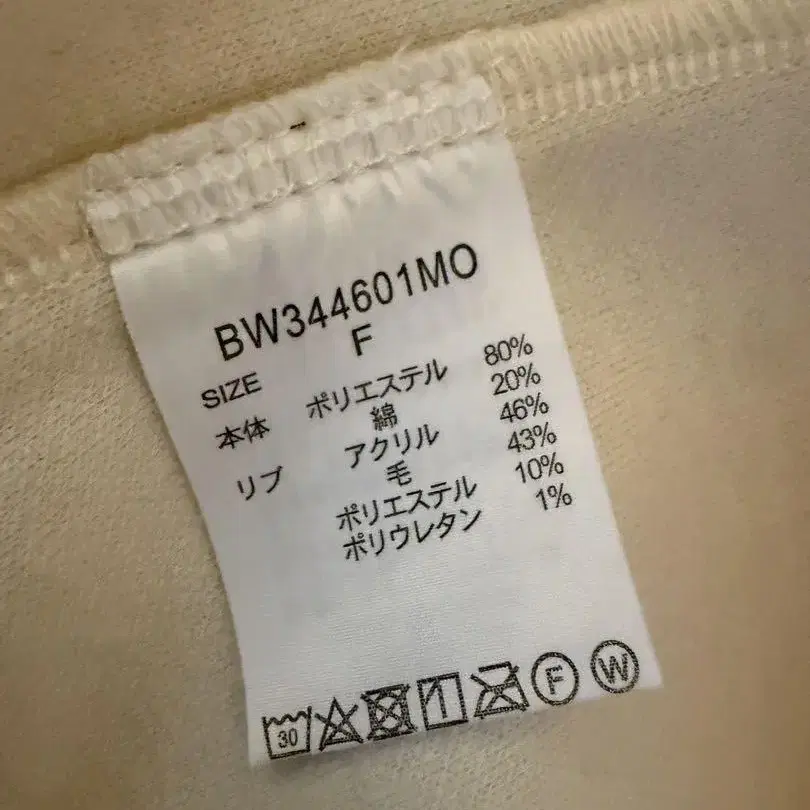 BW344601MO
SIZE F
本体 ポリエステル 80%
綿 20%
リブ アクリル 46%
毛 43%
ポリエステル 10%
ポリウレタン 1%
30 F W